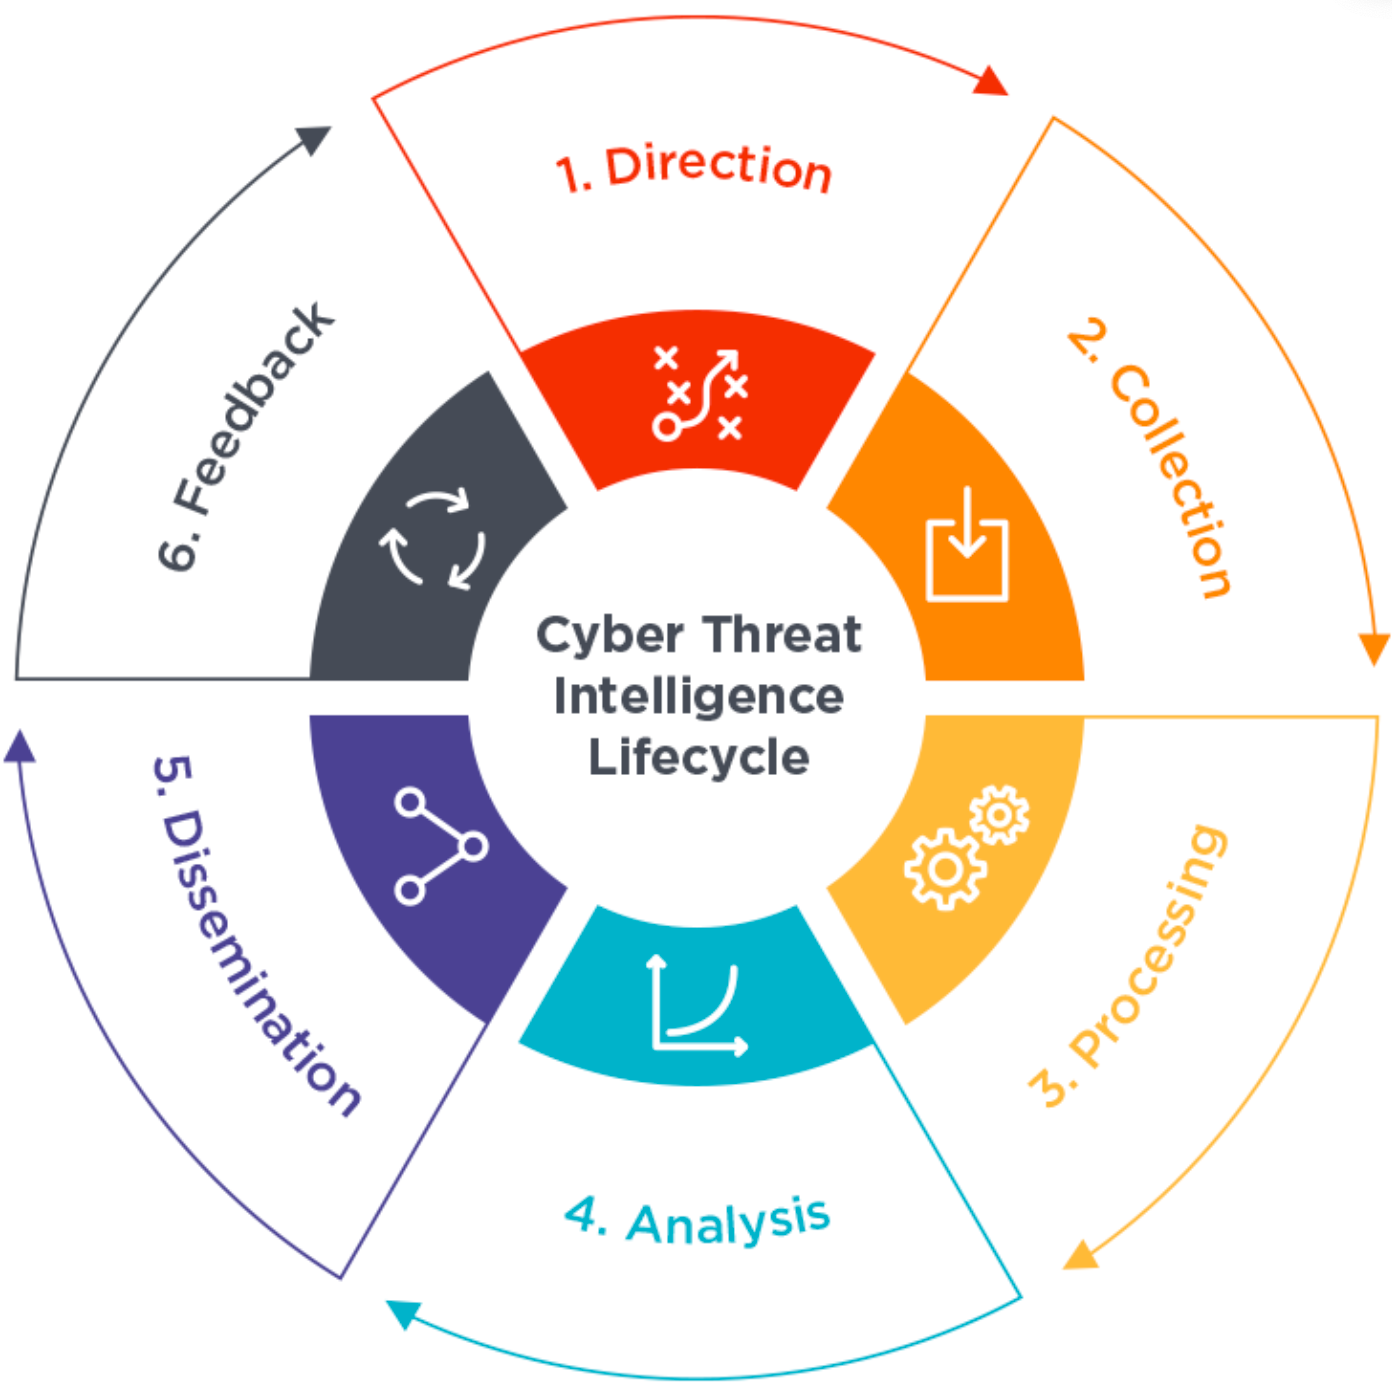 1. Direction
2. Collection
3. Processing
4. Analysis
5. Dissemination
6. Feedback
Cyber Threat
Intelligence
Lifecycle